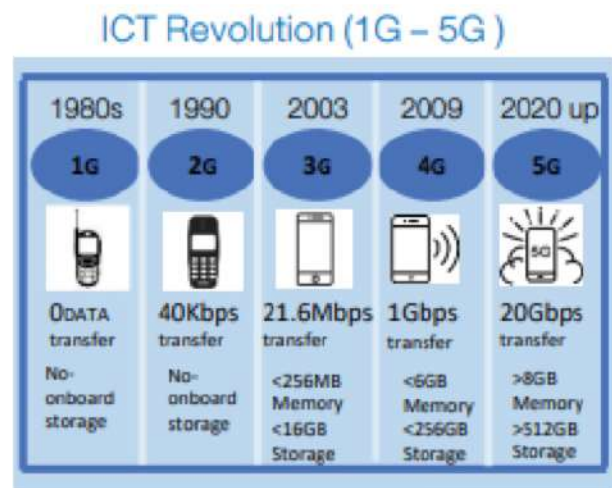 ICT Revolution (1G – 5G )
1980s
1G
0DATA
transfer
No-
onboard
storage
1990
2G
40Kbps
transfer
No-
onboard
storage
2003
3G
21.6Mbps
transfer
<256MB
Memory
<16GB
Storage
2009
4G
1Gbps
transfer
<6GB
Memory
<256GB
Storage
2020 up
5G
5G
20Gbps
transfer
>8GB
Memory
>512GB
Storage